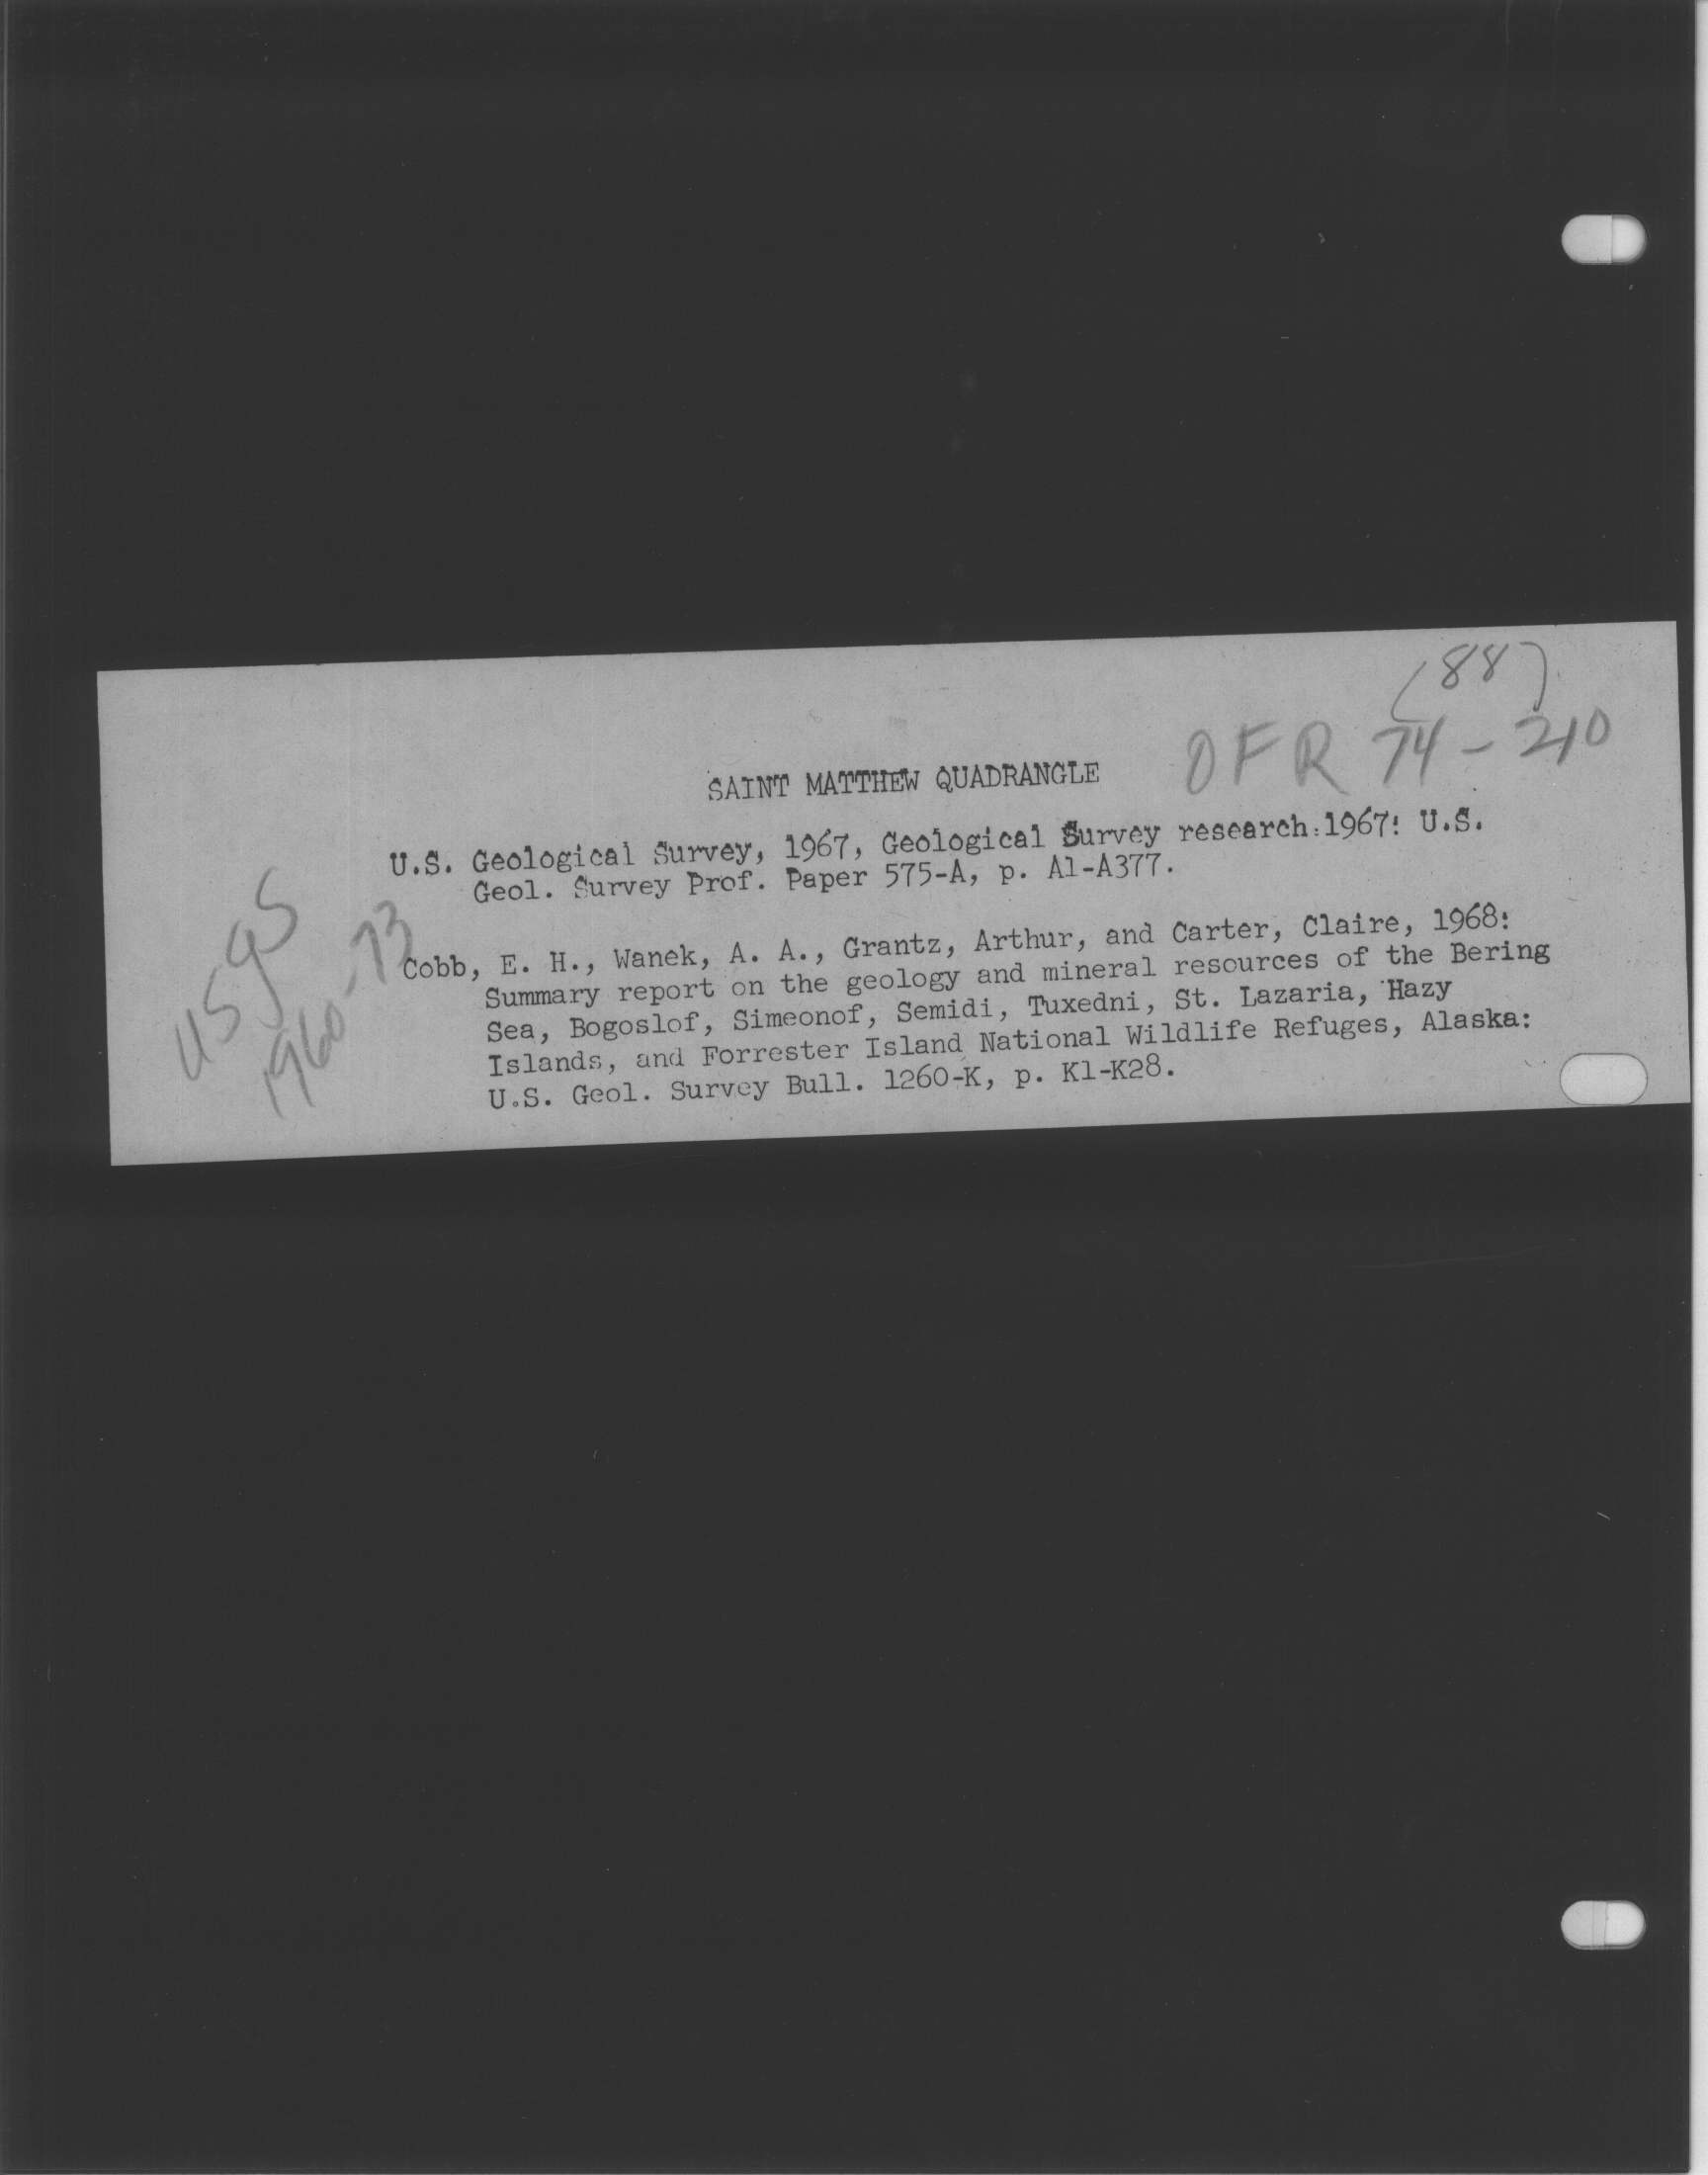 (88)
OFR 74-210
SAINT MATTHEW QUADRANGLE
U.S. Geological Survey, 1967, Geological Survey research 1967: U.S.
Geol. Survey Prof. Paper 575-A, p. A1-A377.
USGS
1960-73
Cobb, E. H., Wanek, A. A., Grantz, Arthur, and Carter, Claire, 1968:
Summary report on the geology and mineral resources of the Bering
Sea, Bogoslof, Simeonof, Semidi, Tuxedni, St. Lazaria, Hazy
Islands, and Forrester Island National Wildlife Refuges, Alaska:
U.S. Geol. Survey Bull. 1260-K, p. K1-K28.